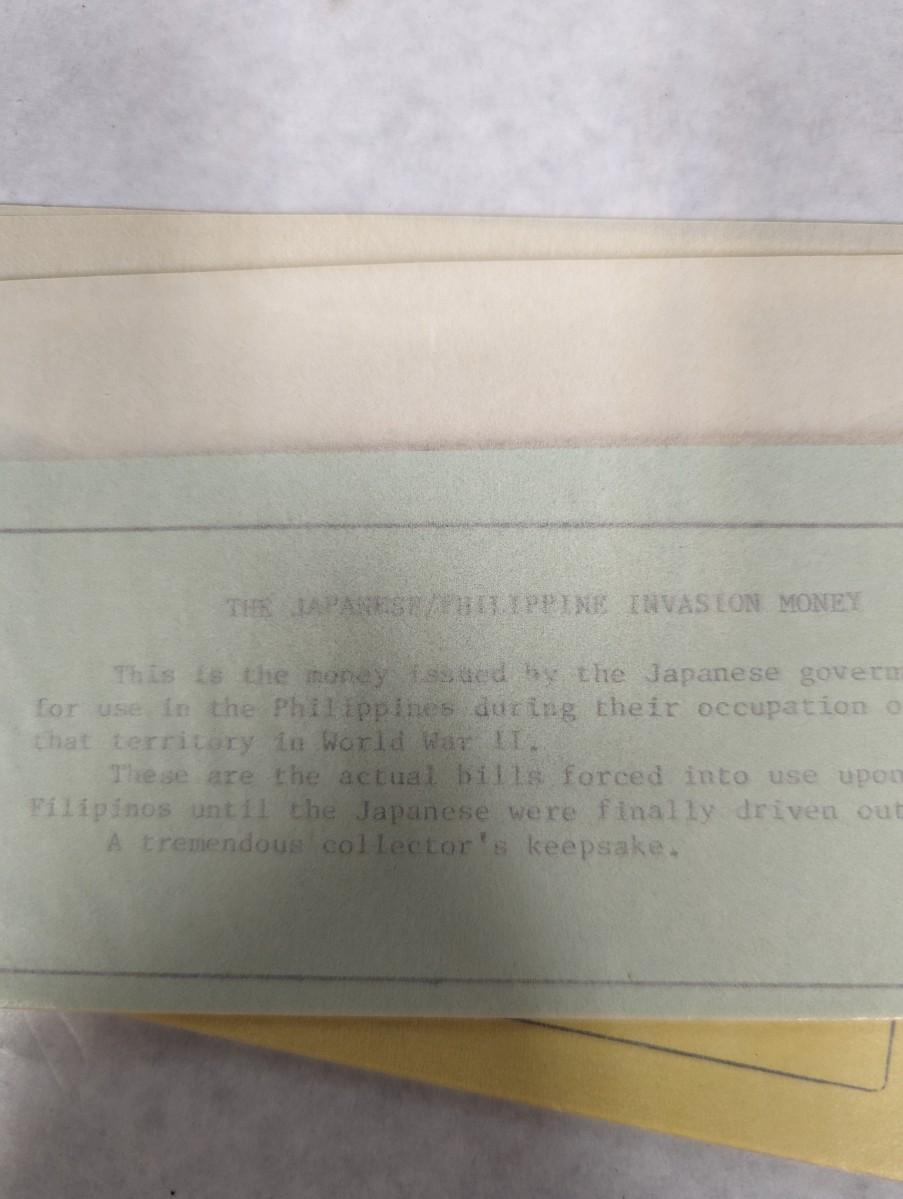 THE JAPANESE/PHILIPPINE INVASION MONEY
This is the money issued by the Japanese governm
for use in the Philippines during their occupation o
that territory in World War II.
These are the actual bills forced into use upon
Filipinos until the Japanese were finally driven out
A tremendous collector's keepsake.